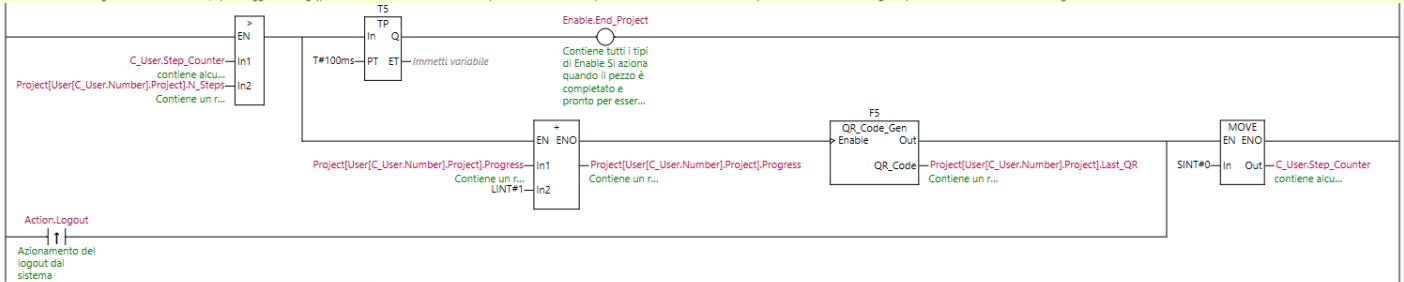 T5
>
EN
TP
In Q
Enable.End_Project
C_User.Step_Counter
In1
contiene alcu...
T#100ms
PT ET
Immetti variabile
Project[User[C_User.Number].Project].N_Steps
In2
Contiene un r...
Contiene tutti i tipi
di Enable Si aziona
quando il pezzo è
completato e
pronto per esser...
F5
+
EN ENO
QR_Code_Gen
Enable Out
MOVE
EN ENO
Project[User[C_User.Number].Project].Progress
In1
Project[User[C_User.Number].Project].Progress
QR_Code
Project[User[C_User.Number].Project].Last_QR
SINT#0
In Out
C_User.Step_Counter
Contiene un r...
Contiene un r...
Contiene un r...
contiene alcu...
LINT#1
In2
Action.Logout
Azionamento del
logout dal
sistema